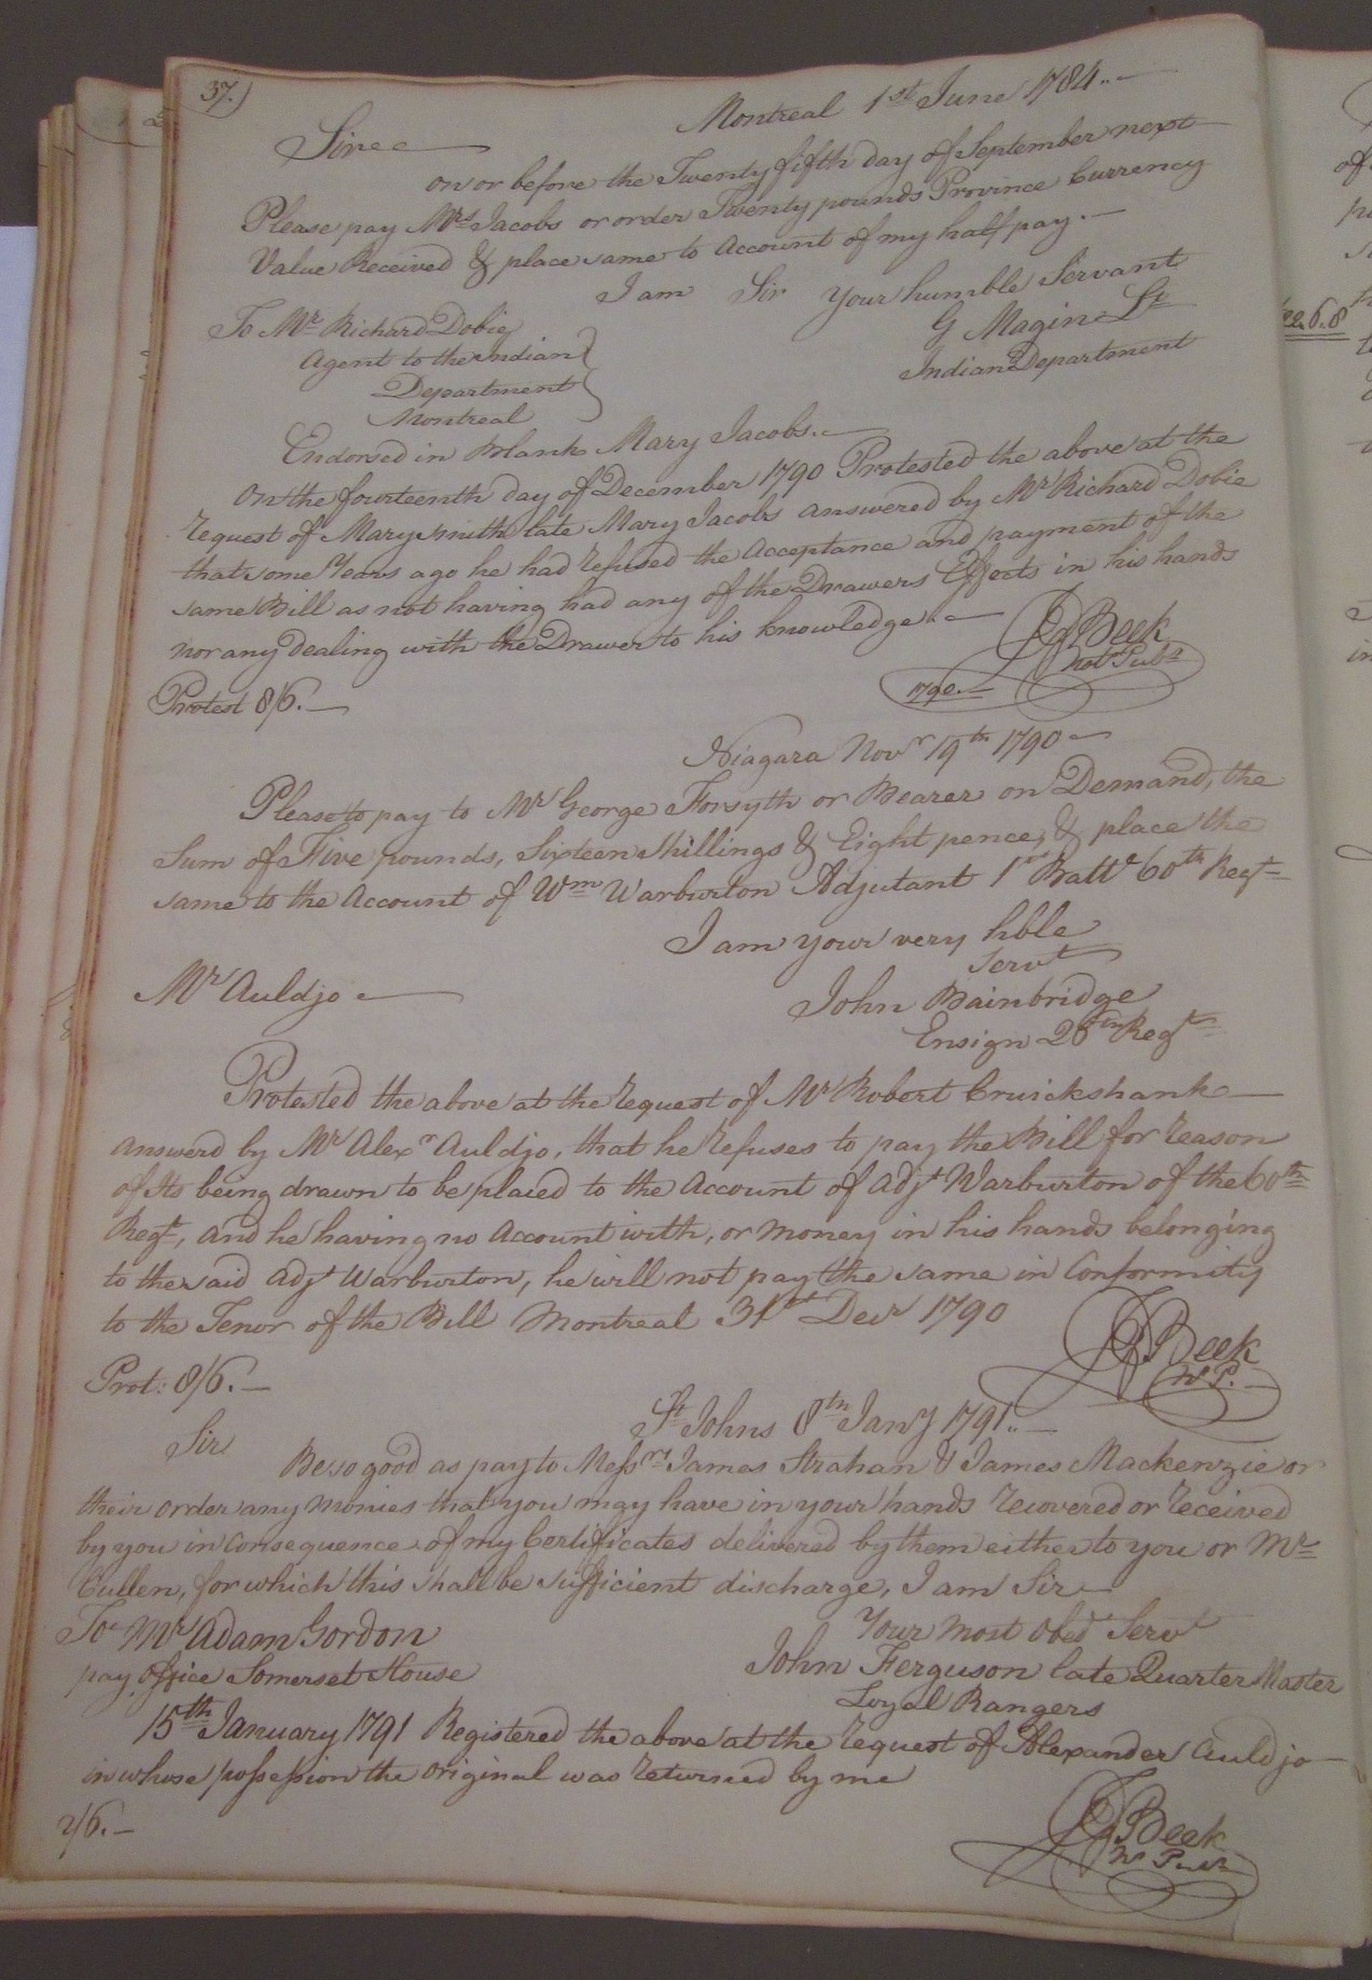 37.)
Montreal 1st June 1784..
Sir
on or before the Twenty fifth day of September next
Please pay Mrs Jacobs or order Twenty pounds Province Currency
Value Received & place same to Account of my half pay.
I am Sir Your humble Servant
To Mr Richard Dobie
G Magin Lt
Agent to the Indian
Indian Department
Department
Montreal
Endorsed in Blank Mary Jacobs.
On the fourteenth day of December 1790 Protested the above at the
request of Mary Smith late Mary Jacobs answered by Mr Richard Dobie
that some Years ago he had refused the Acceptance and payment of the
same Bill as not having had any of the Drawers Effects in his hands
nor any Dealing with the Drawer to his knowledge.
JG Beek
Not Pub
1790.
Protest 8/6.
Niagara Novr 19th 1790
Please to pay to Mr George Forsyth or Bearer on Demand, the
Sum of Five pounds, Sixteen Shillings & Eight pence, & place the
same to the Account of Wm Warburton Adjutant 1st Battn 60th Regt
I am your very hble
Servt
Mr Auldjo
John Bainbridge
Ensign 26th Regt
Protested the above at the request of Mr Robert Cruickshank
answerd by Mr Alexr Auldjo, that he refuses to pay the Bill for reason
of Its being drawn to be placed to the Account of Adjt Warburton of the 60th
Regt, and he having no Account with, or money in his hands belonging
to the said Adjt Warburton, he will not pay the same in Conformity
to the Tenor of the Bill Montreal 31st Decr 1790
JG Beek
N P.
Prot: 8/6.
St Johns 8th Jany 1791..
Sir
Be so good as pay to Messrs James Strahan & James Mackenzie or
their order any monies that you may have in your hands recovered or received
by you in Consequence of my Certificates delivered by them either to you or Mr
Cullen, for which this shall be sufficient discharge, I am Sir
Your most Obed Servt
To Mr Adam Gordon
John Ferguson late Quarter Master
pay office Somerset House
Loyal Rangers
15th January 1791 Registered the above at the request of Alexander Auldjo
in whose possession the original was returned by me
2/6.
JG Beek
N Pub
22.6.8